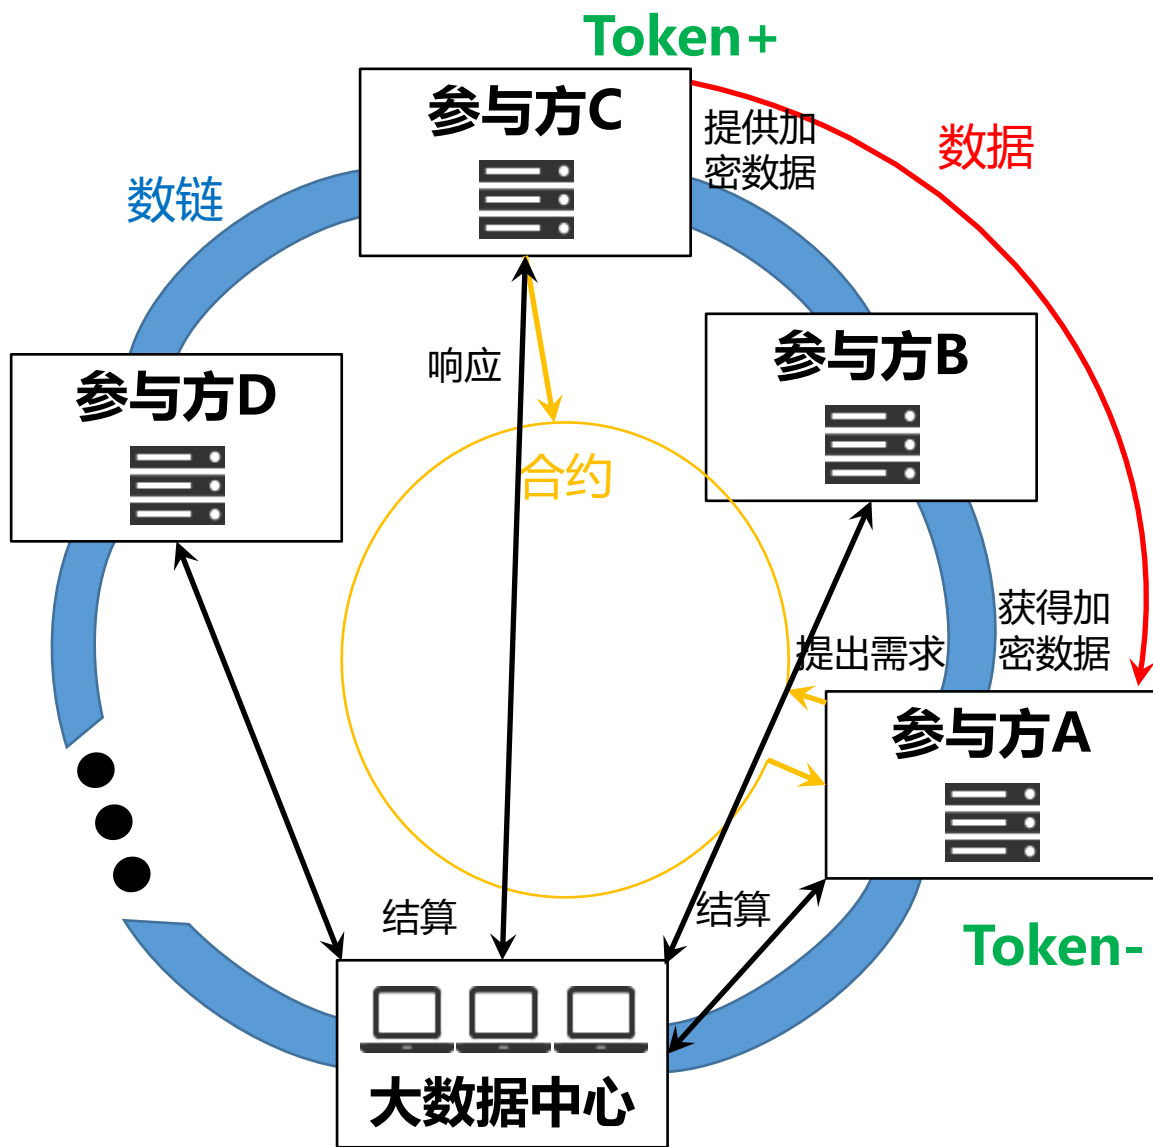 Token+
参与方C
提供加
密数据
数据
数链
参与方B
响应
参与方D
合约
获得加
密数据
提出需求
参与方A
结算
结算
Token-
大数据中心